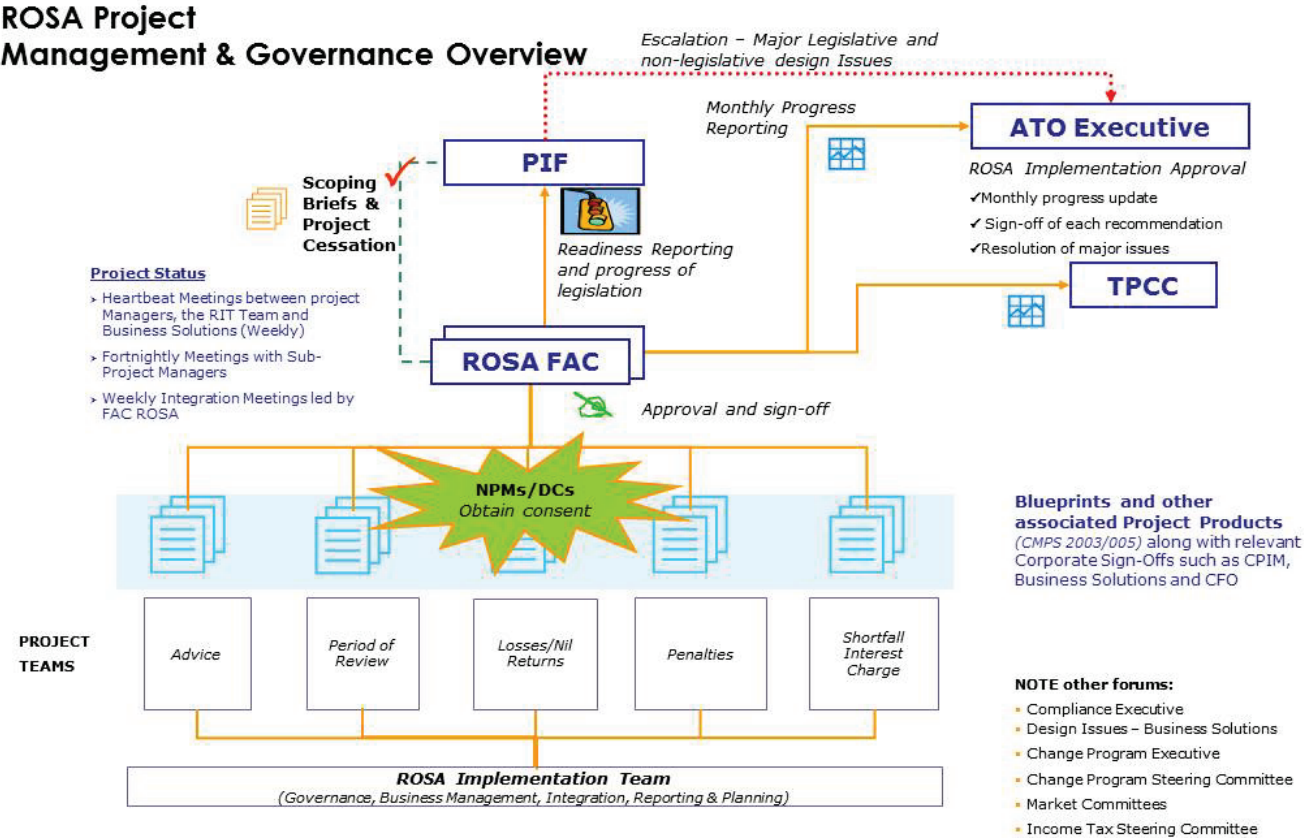 ROSA Project
Management & Governance Overview
Escalation – Major Legislative and
non-legislative design Issues
Monthly Progress
Reporting
ATO Executive
PIF
ROSA Implementation Approval
✓Monthly progress update
✓ Sign-off of each recommendation
✓Resolution of major issues
Scoping
Briefs &
Project
Cessation
Readiness Reporting
and progress of
legislation
TPCC
Project Status
➤ Heartbeat Meetings between project
Managers, the RIT Team and
Business Solutions (Weekly)
➤ Fortnightly Meetings with Sub-
Project Managers
➤ Weekly Integration Meetings led by
FAC ROSA
ROSA FAC
Approval and sign-off
NPMs/DCs
Obtain consent
Blueprints and other
associated Project Products
(CMPS 2003/005) along with relevant
Corporate Sign-Offs such as CPIM,
Business Solutions and CFO
PROJECT
TEAMS
Advice
Period of
Review
Losses/Nil
Returns
Penalties
Shortfall
Interest
Charge
ROSA Implementation Team
(Governance, Business Management, Integration, Reporting & Planning)
NOTE other forums:
▪ Compliance Executive
▪ Design Issues – Business Solutions
▪ Change Program Executive
▪ Change Program Steering Committee
▪ Market Committees
▪ Income Tax Steering Committee